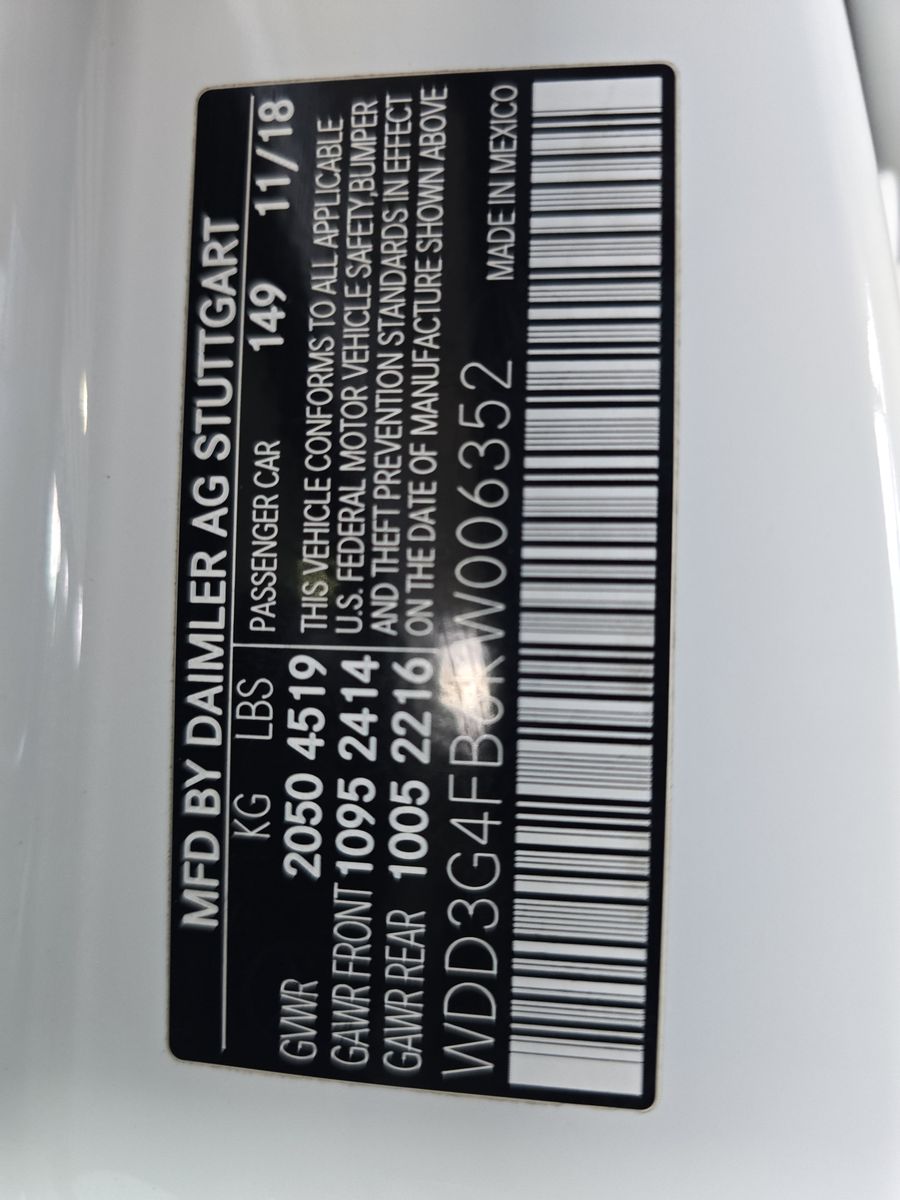 MFD BY DAIMLER AG STUTTGART
KG LBS PASSENGER CAR 149 11/18
GVWR 2050 4519
GAWR FRONT 1095 2414
GAWR REAR 1005 2216
THIS VEHICLE CONFORMS TO ALL APPLICABLE
U.S. FEDERAL MOTOR VEHICLE SAFETY, BUMPER
AND THEFT PREVENTION STANDARDS IN EFFECT
ON THE DATE OF MANUFACTURE SHOWN ABOVE
WDD3G4FB6KW006352 MADE IN MEXICO